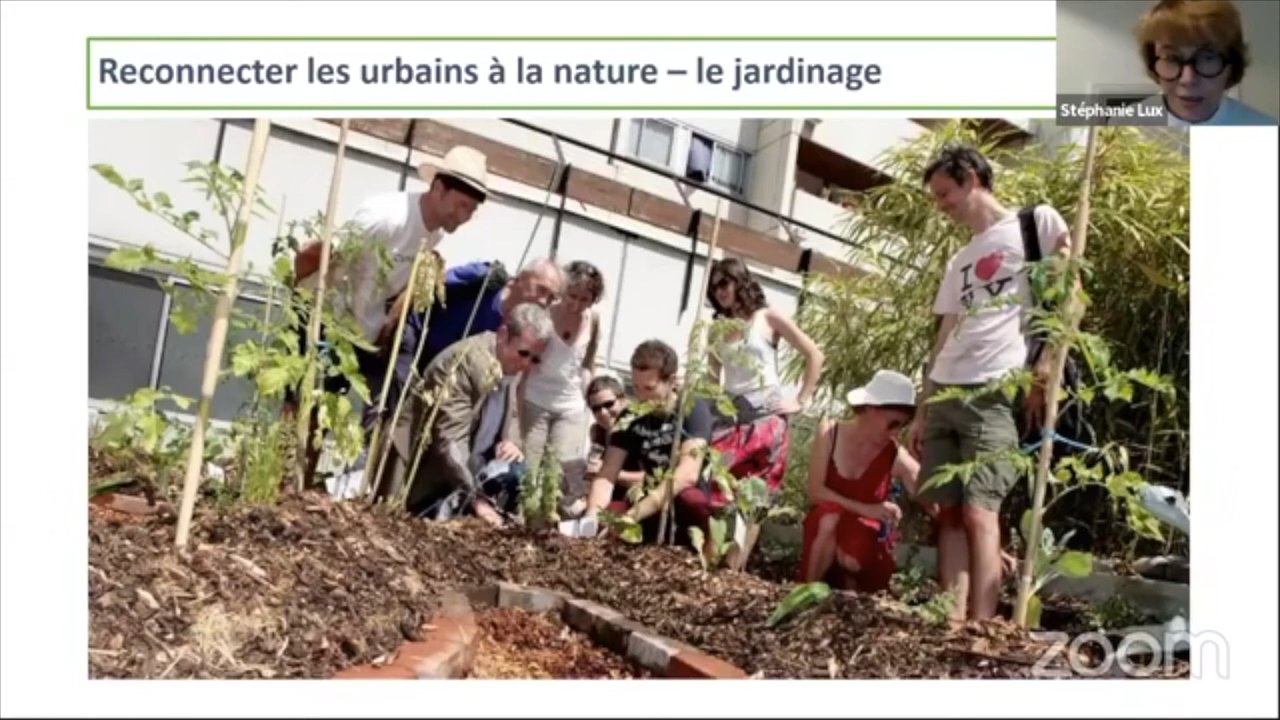 Reconnecter les urbains à la nature – le jardinage
Stéphanie Lux
I
zoom